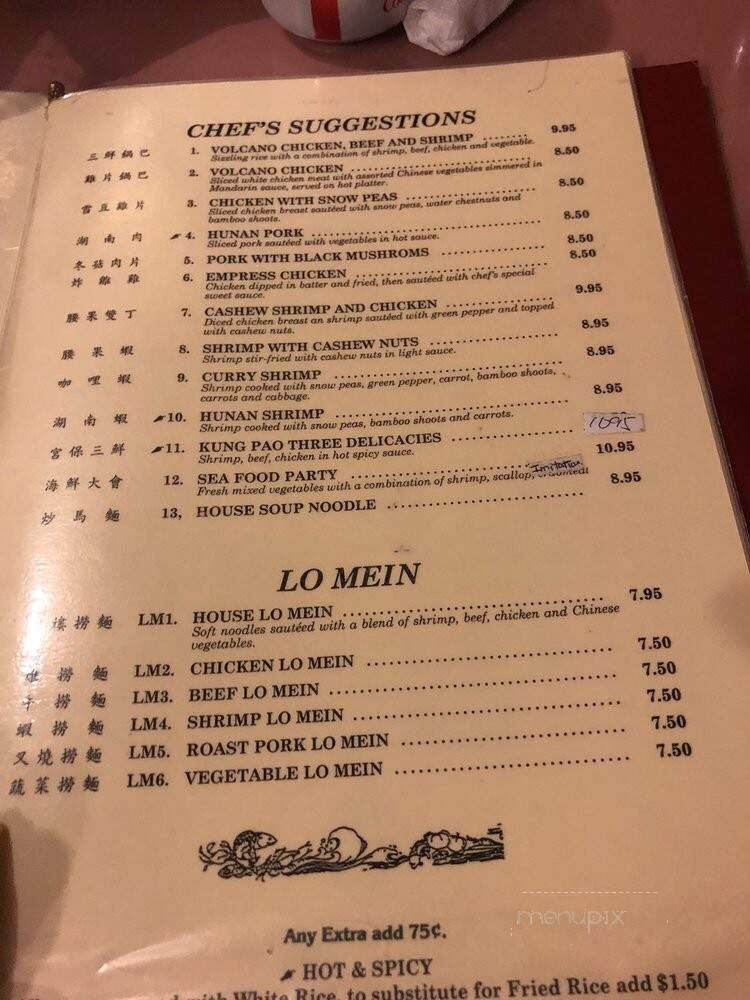 CHEF'S SUGGESTIONS
三鮮鍋巴 1. VOLCANO CHICKEN, BEEF AND SHRIMP 9.95
Sizzling rice with a combination of shrimp, beef, chicken and vegetable.
雞片鍋巴 2. VOLCANO CHICKEN 8.50
Sliced white chicken meat with assorted Chinese vegetables simmered in
Mandarin sauce, served on hot platter.
雪豆雞片 3. CHICKEN WITH SNOW PEAS 8.50
Sliced chicken breast sautéed with snow peas, water chestnuts and
bamboo shoots.
湖南肉 4. HUNAN PORK 8.50
Sliced pork sautéed with vegetables in hot sauce.
冬菇肉片 5. PORK WITH BLACK MUSHROMS 8.50
炸雞 6. EMPRESS CHICKEN 8.50
Chicken dipped in batter and fried, then sautéed with chef's special
sweet sauce.
腰果雙丁 7. CASHEW SHRIMP AND CHICKEN 9.95
Diced chicken breast an shrimp sautéed with green pepper and topped
with cashew nuts.
腰果蝦 8. SHRIMP WITH CASHEW NUTS 8.95
Shrimp stir-fried with cashew nuts in light sauce.
咖哩蝦 9. CURRY SHRIMP 8.95
Shrimp cooked with snow peas, green pepper, carrot, bamboo shoots,
carrots and cabbage.
湖南蝦 10. HUNAN SHRIMP 8.95
Shrimp cooked with snow peas, bamboo shoots and carrots.
宮保三鮮 11. KUNG PAO THREE DELICACIES 1095
Shrimp, beef, chicken in hot spicy sauce.
海鮮大會 12. SEA FOOD PARTY 10.95
Fresh mixed vegetables with a combination of shrimp, scallop, Imitation
炒馬麵 13, HOUSE SOUP NOODLE 8.95
LO MEIN
樓撈麵 LM1. HOUSE LO MEIN 7.95
Soft noodles sautéed with a blend of shrimp, beef, chicken and Chinese
vegetables.
撈麵 LM2. CHICKEN LO MEIN 7.50
撈麵 LM3. BEEF LO MEIN 7.50
蝦撈麵 LM4. SHRIMP LO MEIN 7.50
叉燒撈麵 LM5. ROAST PORK LO MEIN 7.50
蔬菜撈麵 LM6. VEGETABLE LO MEIN 7.50
menupix
Any Extra add 75¢.
HOT & SPICY
with White Rice, to substitute for Fried Rice add $1.50